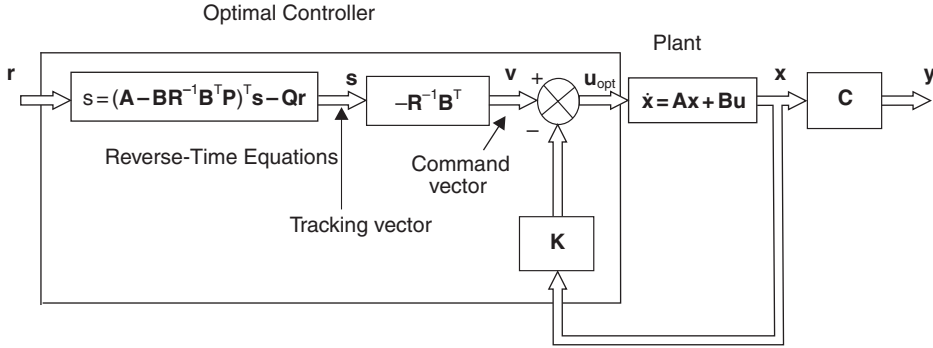 Optimal Controller
Plant
r
s = (A – BR⁻¹BᵀP)ᵀs – Qr
s
–R⁻¹Bᵀ
v
+
–
u_opt
ẋ = Ax + Bu
x
C
y
Reverse-Time Equations
Command
vector
Tracking vector
K